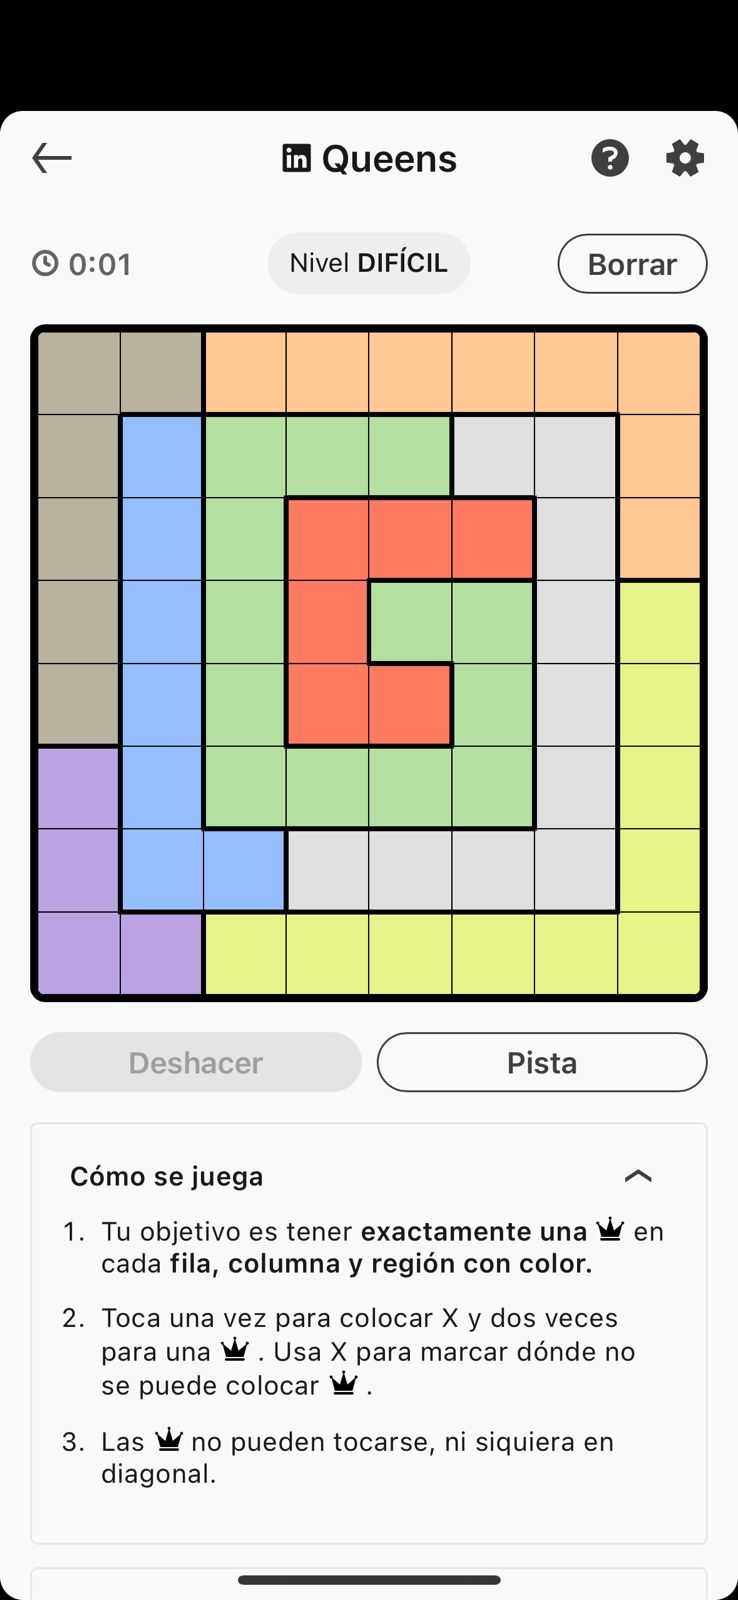 in Queens
0:01
Nivel DIFÍCIL
Borrar
Deshacer
Pista
Cómo se juega
1. Tu objetivo es tener exactamente una en
cada fila, columna y región con color.
2. Toca una vez para colocar X y dos veces
para una . Usa X para marcar dónde no
se puede colocar .
3. Las no pueden tocarse, ni siquiera en
diagonal.